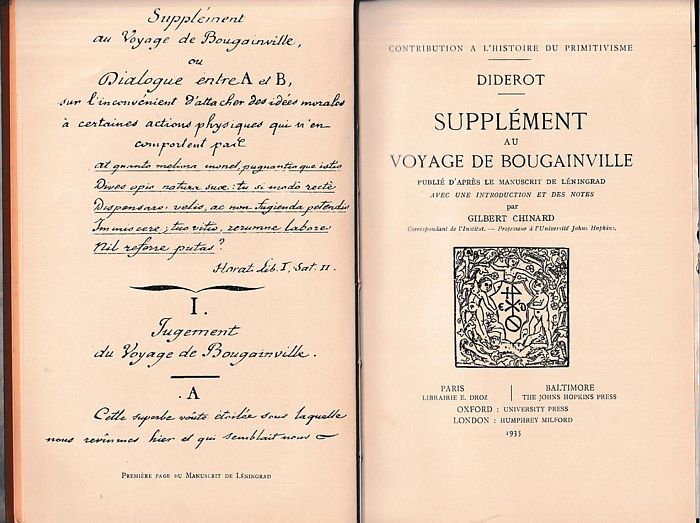 Supplément
au Voyage de Bougainville,
ou
Dialogue entre A et B,
sur l'inconvénient d'attacher des idées morales
à certaines actions physiques qui n'en
comportent pas
at quanto meliora monet, pugnantia que istis
Dives opis natura suæ: tu si modò rectè
Dispensare velis, ac non fugienda petendis
Immiscere; tuo vitio, rerumne labores
Nil referre putas?
Horat. Lib. I, Sat. II.
I.
Jugement
du Voyage de Bougainville.
.A
Cette superbe voûte étoilée sous laquelle
nous revinmes hier et qui semblait nous
PREMIÈRE PAGE DU MANUSCRIT DE LÉNINGRAD
CONTRIBUTION A L'HISTOIRE DU PRIMITIVISME
DIDEROT
SUPPLÉMENT
AU
VOYAGE DE BOUGAINVILLE
PUBLIÉ D'APRÈS LE MANUSCRIT DE LÉNINGRAD
AVEC UNE INTRODUCTION ET DES NOTES
par
GILBERT CHINARD
Correspondant de l'Institut. — Professeur à l'Université John Hopkins.
E D
PARIS
LIBRAIRIE E. DROZ
BALTIMORE
THE JOHNS HOPKINS PRESS
OXFORD : UNIVERSITY PRESS
LONDON : HUMPHREY MILFORD
1935